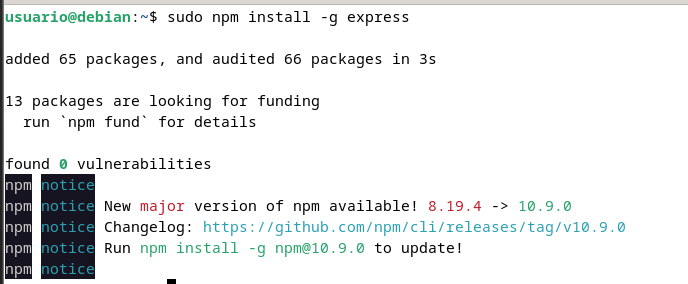 usuario@debian:~$ sudo npm install -g express
added 65 packages, and audited 66 packages in 3s
13 packages are looking for funding
  run `npm fund` for details
found 0 vulnerabilities
npm notice
npm notice New major version of npm available! 8.19.4 -> 10.9.0
npm notice Changelog: https://github.com/npm/cli/releases/tag/v10.9.0
npm notice Run npm install -g npm@10.9.0 to update!
npm notice